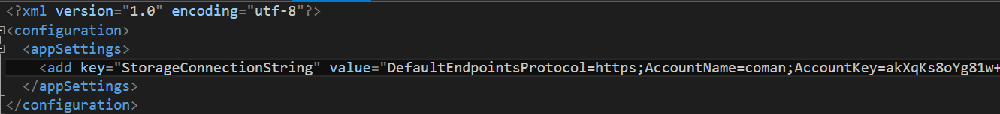 <?xml version="1.0" encoding="utf-8"?>
<configuration>
<appSettings>
<add key="StorageConnectionString" value="DefaultEndpointsProtocol=https;AccountName=coman;AccountKey=akXqKs8oYg81w+
</appSettings>
</configuration>